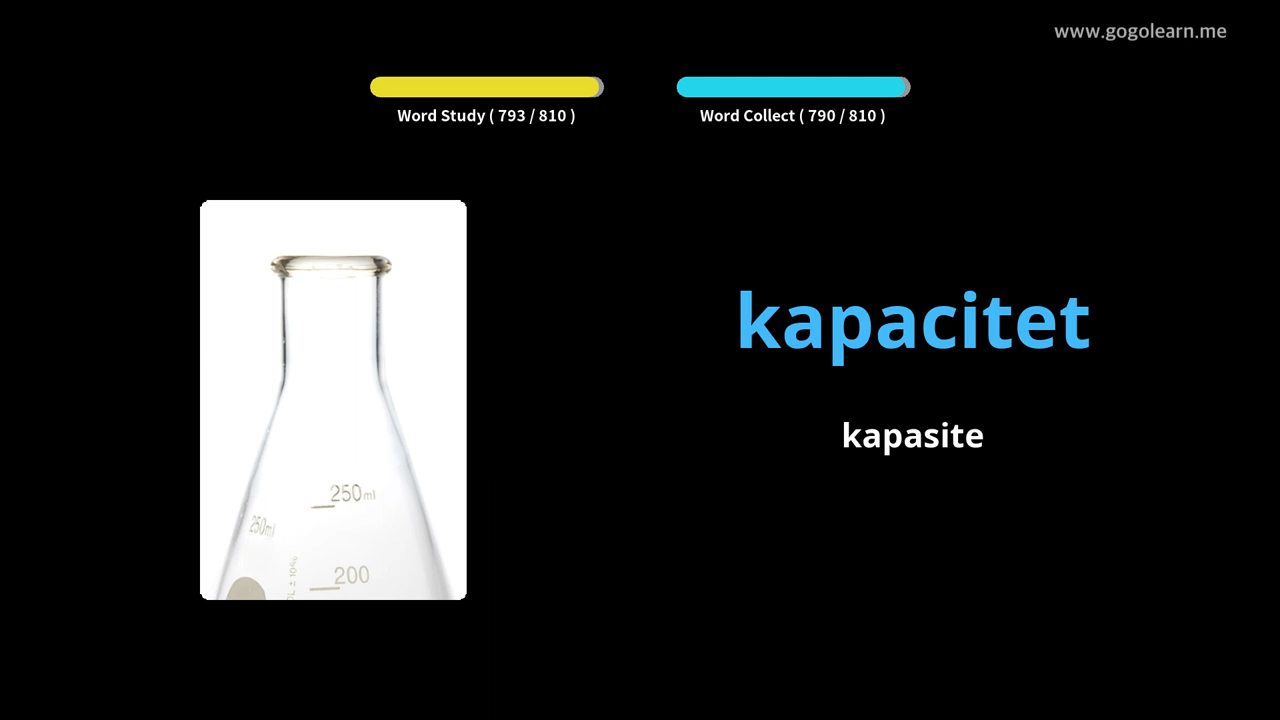 www.gogolearn.me
Word Study ( 793 / 810 )
Word Collect ( 790 / 810 )
kapacitet
kapasite
250ml
250ml
200